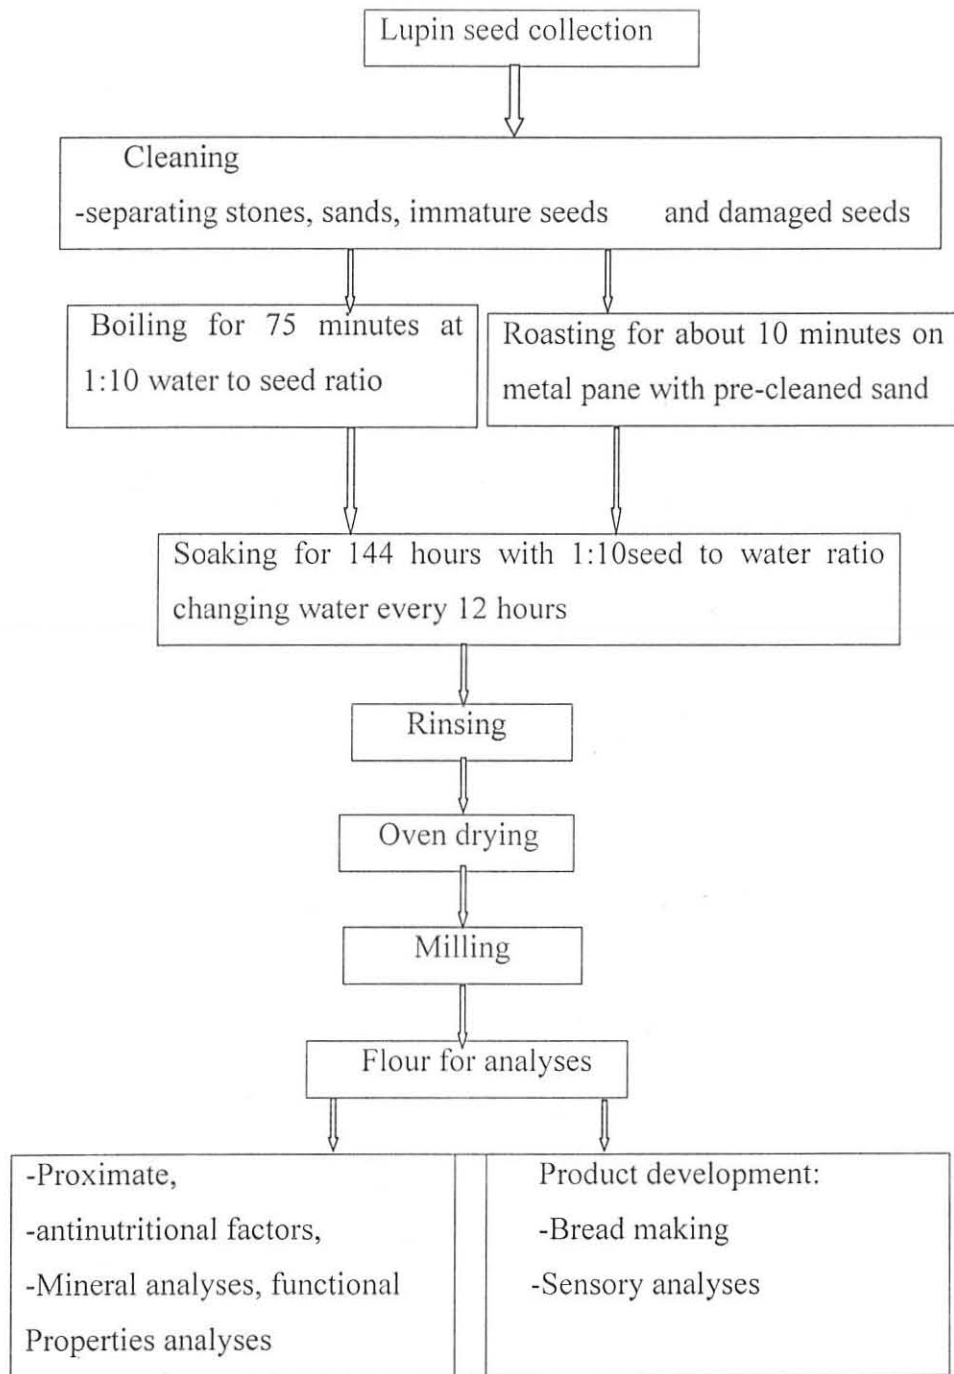 Lupin seed collection
Cleaning
-separating stones, sands, immature seeds and damaged seeds
Boiling for 75 minutes at
1:10 water to seed ratio
Roasting for about 10 minutes on
metal pane with pre-cleaned sand
Soaking for 144 hours with 1:10seed to water ratio
changing water every 12 hours
Rinsing
Oven drying
Milling
Flour for analyses
-Proximate,
-antinutritional factors,
-Mineral analyses, functional
Properties analyses
Product development:
-Bread making
-Sensory analyses